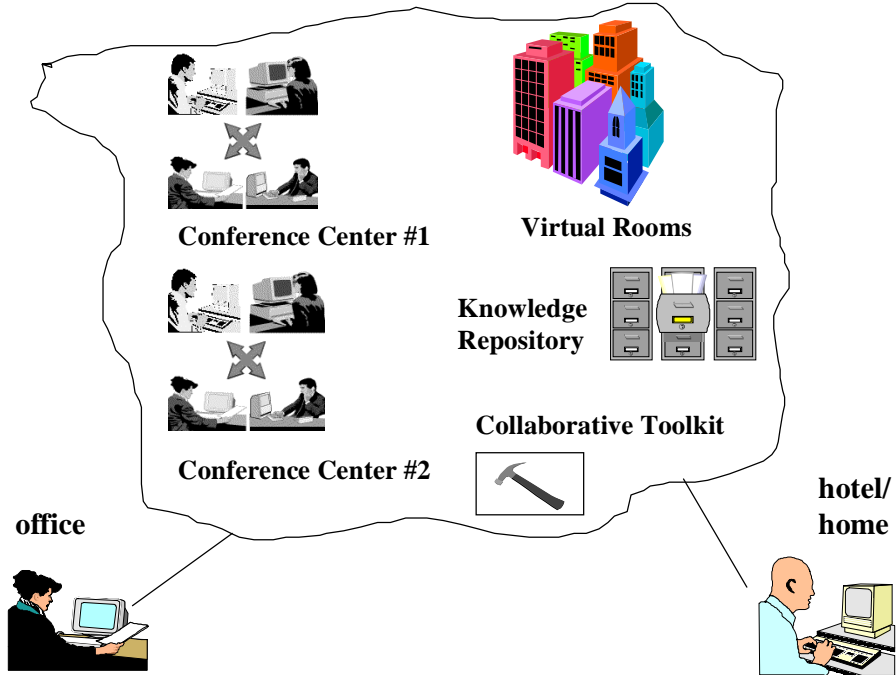 Conference Center #1
Virtual Rooms
Knowledge
Repository
Collaborative Toolkit
Conference Center #2
office
hotel/
home